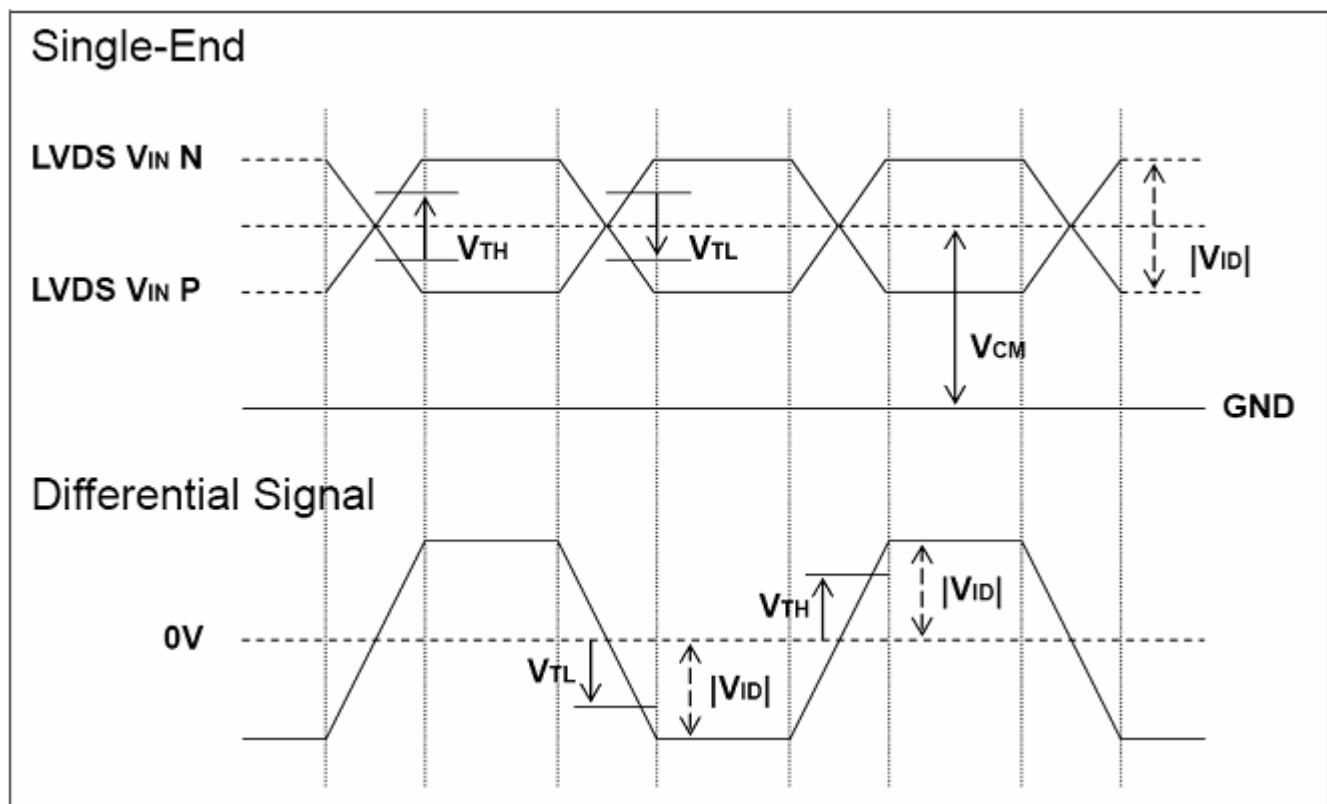 Single-End
LVDS VIN N
LVDS VIN P
VTH
VTL
|VID|
VCM
GND
Differential Signal
0V
VTL
|VID|
VTH
|VID|